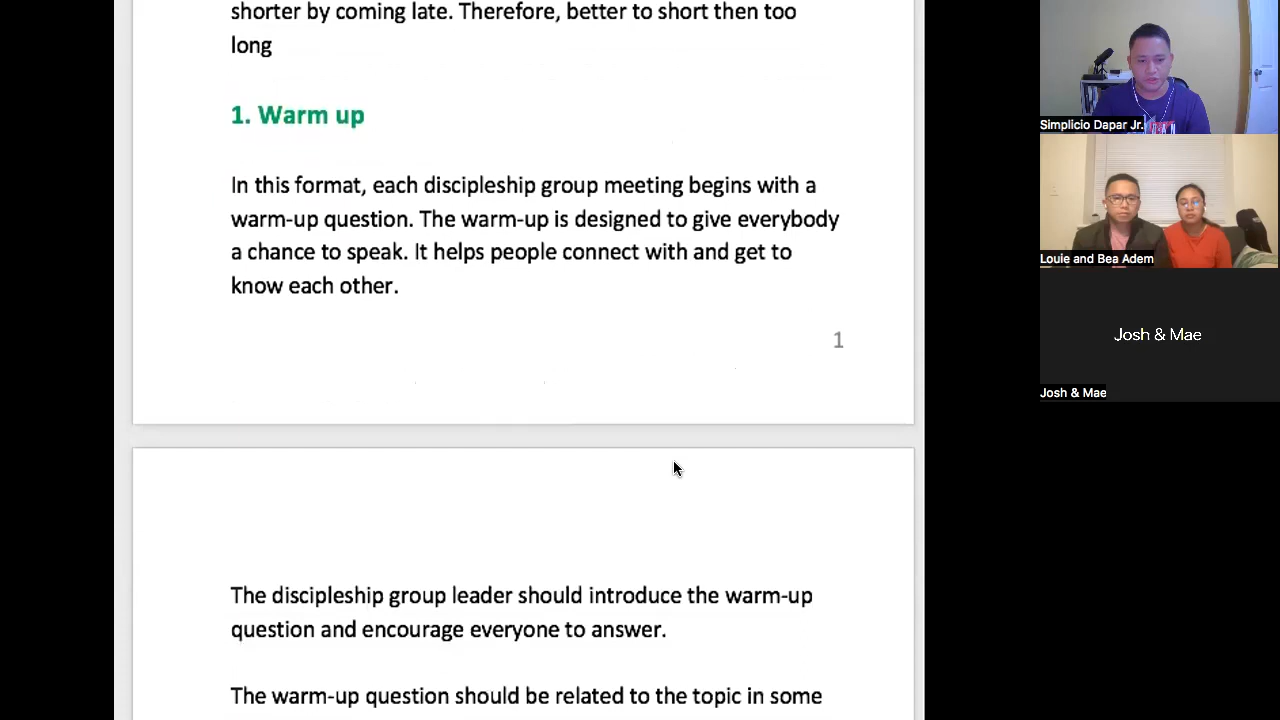 shorter by coming late. Therefore, better to short then too
long
1. Warm up
In this format, each discipleship group meeting begins with a
warm-up question. The warm-up is designed to give everybody
a chance to speak. It helps people connect with and get to
know each other.
1
The discipleship group leader should introduce the warm-up
question and encourage everyone to answer.
The warm-up question should be related to the topic in some
Simplicio Dapar Jr.
Louie and Bea Adem
Josh & Mae
Josh & Mae